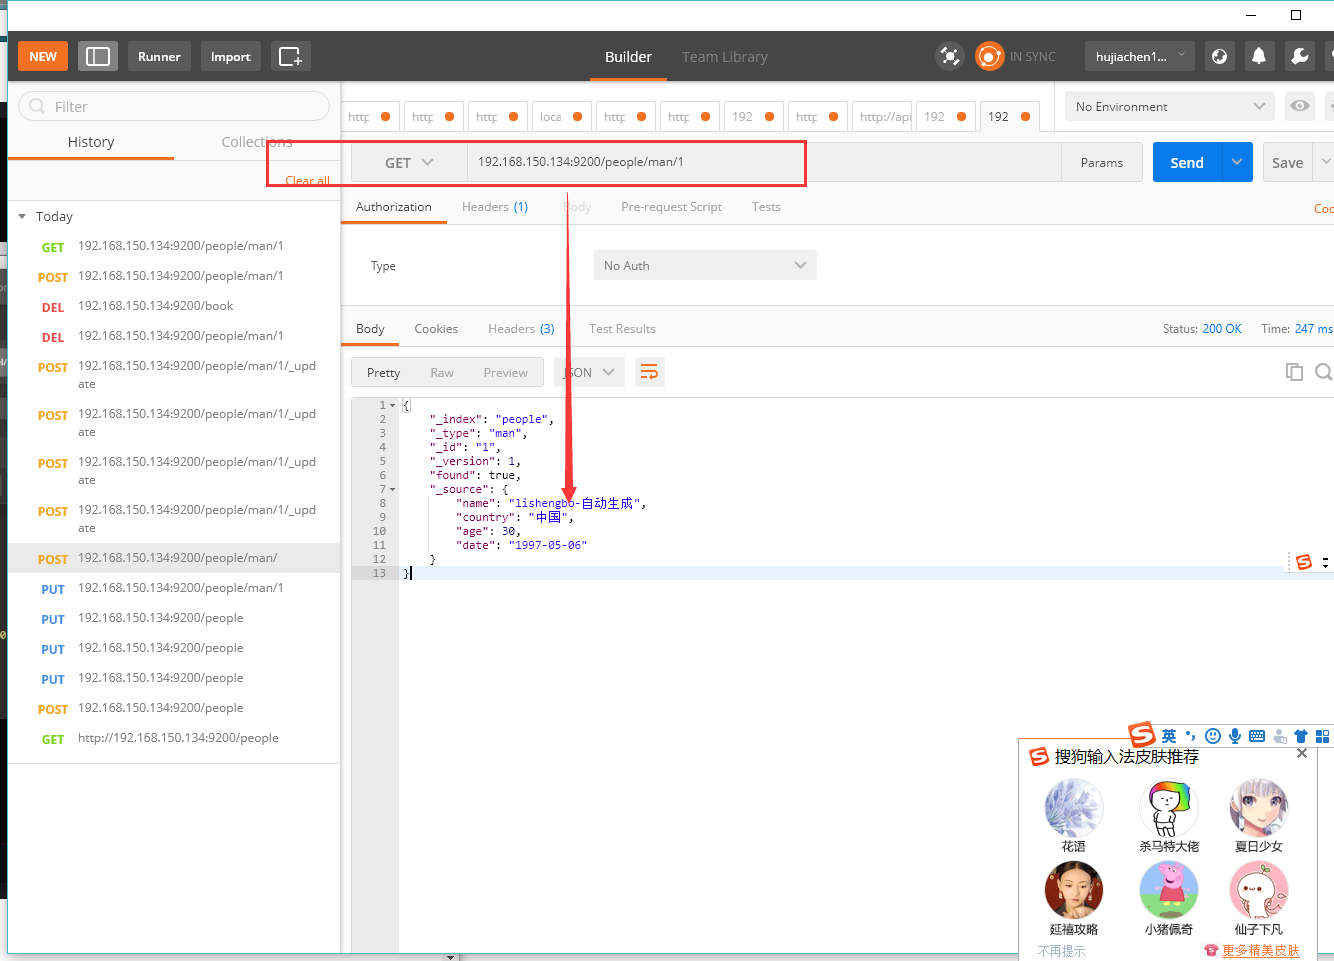 NEW
Runner
Import
Builder
Team Library
IN SYNC
hujiachen1...
Filter
History
Collections
Clear all
Today
GET 192.168.150.134:9200/people/man/1
POST 192.168.150.134:9200/people/man/1
DEL 192.168.150.134:9200/book
DEL 192.168.150.134:9200/people/man/1
POST 192.168.150.134:9200/people/man/1/_upd
ate
POST 192.168.150.134:9200/people/man/1/_upd
ate
POST 192.168.150.134:9200/people/man/1/_upd
ate
POST 192.168.150.134:9200/people/man/1/_upd
ate
POST 192.168.150.134:9200/people/man/
PUT 192.168.150.134:9200/people/man/1
PUT 192.168.150.134:9200/people
PUT 192.168.150.134:9200/people
PUT 192.168.150.134:9200/people
POST 192.168.150.134:9200/people
GET http://192.168.150.134:9200/people
http http http loca http http 192 http http://api 192 192
No Environment
GET 192.168.150.134:9200/people/man/1
Params
Send
Save
Authorization
Headers (1)
Body
Pre-request Script
Tests
Type
No Auth
Body
Cookies
Headers (3)
Test Results
Status: 200 OK
Time: 247 ms
Pretty
Raw
Preview
JSON
1 {
2 "_index": "people",
3 "_type": "man",
4 "_id": "1",
5 "_version": 1,
6 "found": true,
7 "_source": {
8 "name": "lishengbo-自动生成",
9 "country": "中国",
10 "age": 30,
11 "date": "1997-05-06"
12 }
13 }
英
搜狗输入法皮肤推荐
花语
杀马特大佬
夏日少女
延禧攻略
小猪佩奇
仙子下凡
不再提示
更多精美皮肤